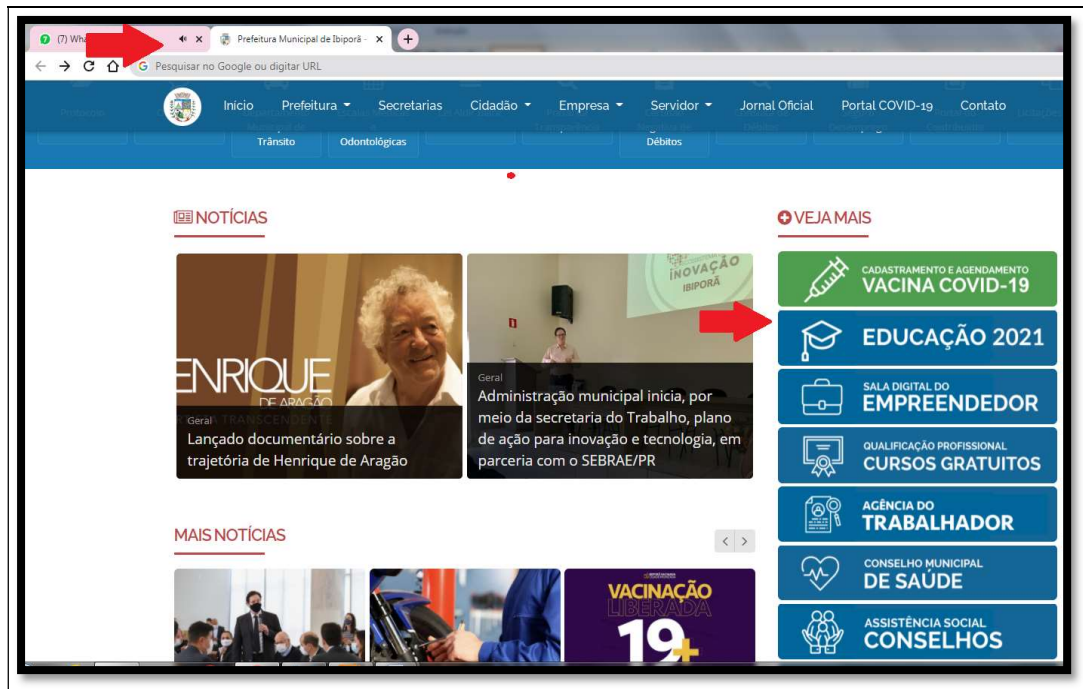 (7) Wha
Prefeitura Municipal de Ibiporã -
Pesquisar no Google ou digitar URL
Início Prefeitura Secretarias Cidadão Empresa Servidor Jornal Oficial Portal COVID-19 Contato
Trânsito
Odontológicas
Débitos
NOTÍCIAS
ENRIQUE
DE ARAGÃO
Geral
Lançado documentário sobre a
trajetória de Henrique de Aragão
INOVAÇÃO
IBIPORÃ
Geral
Administração municipal inicia, por
meio da secretaria do Trabalho, plano
de ação para inovação e tecnologia, em
parceria com o SEBRAE/PR
MAIS NOTÍCIAS
VACINAÇÃO
LIBERADA
19+
VEJA MAIS
CADASTRAMENTO E AGENDAMENTO
VACINA COVID-19
EDUCAÇÃO 2021
SALA DIGITAL DO
EMPREENDEDOR
QUALIFICAÇÃO PROFISSIONAL
CURSOS GRATUITOS
AGÊNCIA DO
TRABALHADOR
CONSELHO MUNICIPAL
DE SAÚDE
ASSISTÊNCIA SOCIAL
CONSELHOS